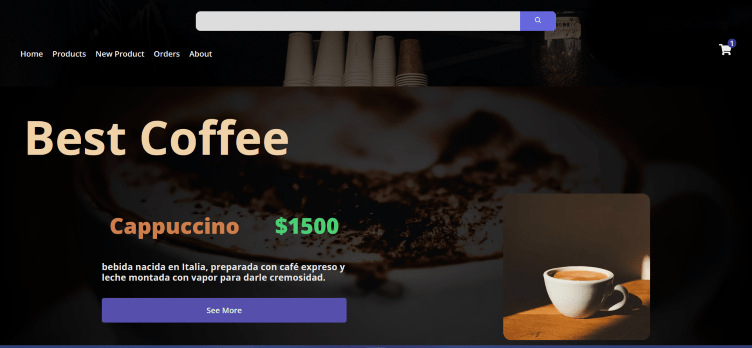 Home Products New Product Orders About
1
Best Coffee
Cappuccino $1500
bebida nacida en Italia, preparada con café expreso y
leche montada con vapor para darle cremosidad.
See More